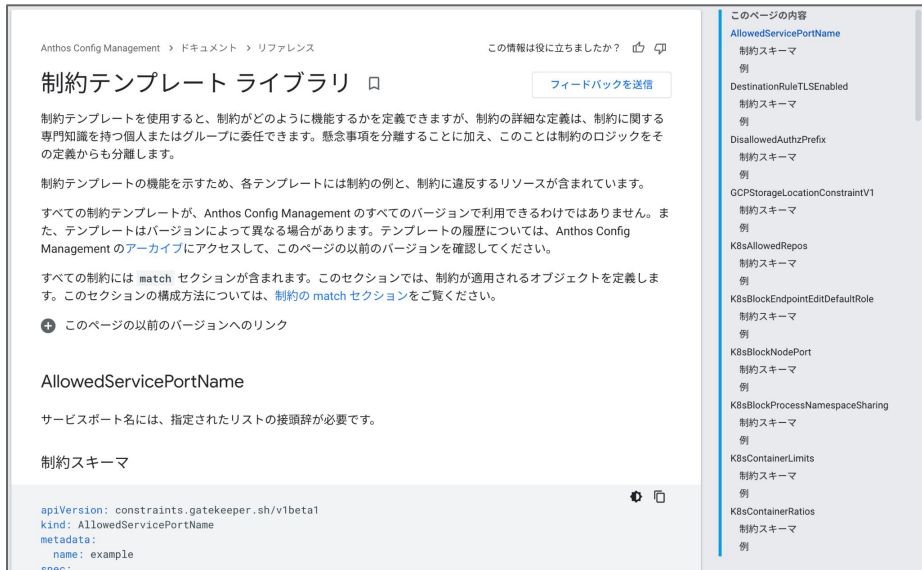 Anthos Config Management > ドキュメント > リファレンス
この情報は役に立ちましたか？
制約テンプレート ライブラリ
フィードバックを送信
制約テンプレートを使用すると、制約がどのように機能するかを定義できますが、制約の詳細な定義は、制約に関する
専門知識を持つ個人またはグループに委任できます。懸念事項を分離することに加え、このことは制約のロジックをそ
の定義からも分離します。
制約テンプレートの機能を示すため、各テンプレートには制約の例と、制約に違反するリソースが含まれています。
すべての制約テンプレートが、Anthos Config Management のすべてのバージョンで利用できるわけではありません。ま
た、テンプレートはバージョンによって異なる場合があります。テンプレートの履歴については、Anthos Config
Management のアーカイブにアクセスして、このページの以前のバージョンを確認してください。
すべての制約には match セクションが含まれます。このセクションでは、制約が適用されるオブジェクトを定義しま
す。このセクションの構成方法については、制約の match セクションをご覧ください。
このページの以前のバージョンへのリンク
AllowedServicePortName
サービスポート名には、指定されたリストの接頭辞が必要です。
制約スキーマ
apiVersion: constraints.gatekeeper.sh/v1beta1
kind: AllowedServicePortName
metadata:
  name: example
spec:
このページの内容
AllowedServicePortName
制約スキーマ
例
DestinationRuleTLSEnabled
制約スキーマ
例
DisallowedAuthzPrefix
制約スキーマ
例
GCPStorageLocationConstraintV1
制約スキーマ
例
K8sAllowedRepos
制約スキーマ
例
K8sBlockEndpointEditDefaultRole
制約スキーマ
例
K8sBlockNodePort
制約スキーマ
例
K8sBlockProcessNamespaceSharing
制約スキーマ
例
K8sContainerLimits
制約スキーマ
例
K8sContainerRatios
制約スキーマ
例